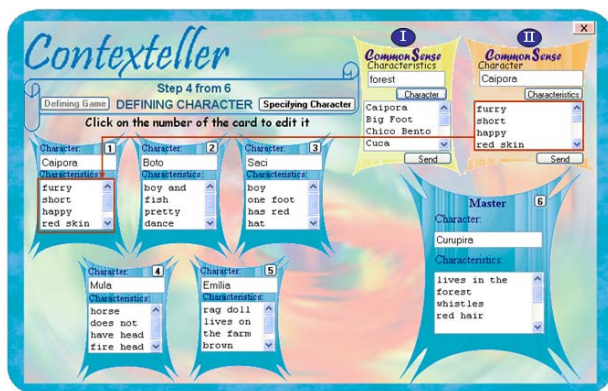 X
Contexteller
Step 4 from 6
Defining Game DEFINING CHARACTER Specifying Character
Click on the number of the card to edit it
I
Common Sense
Characteristics
forest
Character
Caipora
Big Foot
Chico Bento
Cuca
Send
II
Common Sense
Character
Caipora
Characteristics
furry
short
happy
red skin
Send
Character: 1
Caipora
Characteristics:
furry
short
happy
red skin
Character: 2
Boto
Characteristics:
boy and
fish
pretty
dance
Character: 3
Saci
Characteristics:
boy
one foot
has red
hat
Character: 4
Mula
Characteristics:
horse
does not
have head
fire head
Character: 5
Emília
Characteristics:
rag doll
lives on
the farm
brown
Master 6
Character:
Curupira
Characteristics:
lives in the
forest
whistles
red hair